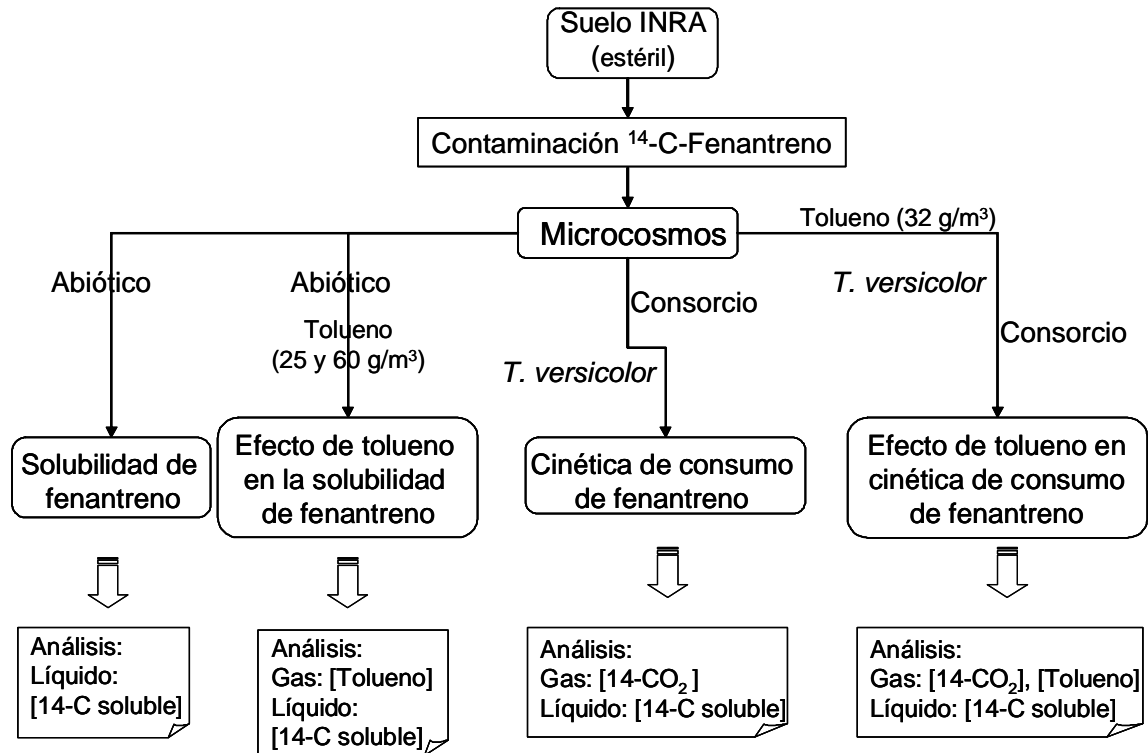 Suelo INRA
(estéril)
Contaminación ¹⁴-C-Fenantreno
Microcosmos
Tolueno (32 g/m³)
Abiótico
Abiótico
Tolueno
(25 y 60 g/m³)
Consorcio
T. versicolor
T. versicolor
Consorcio
Solubilidad de
fenantreno
Efecto de tolueno
en la solubilidad
de fenantreno
Cinética de consumo
de fenantreno
Efecto de tolueno en
cinética de consumo
de fenantreno
Análisis:
Líquido:
[14-C soluble]
Análisis:
Gas: [Tolueno]
Líquido:
[14-C soluble]
Análisis:
Gas: [14-CO₂ ]
Líquido: [14-C soluble]
Análisis:
Gas: [14-CO₂], [Tolueno]
Líquido: [14-C soluble]